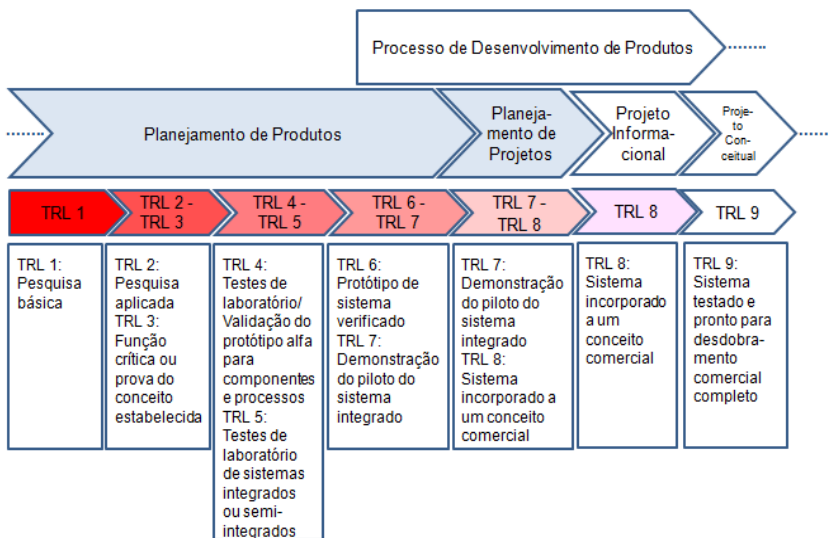 Processo de Desenvolvimento de Produtos
Planejamento de Produtos
Planeja-
mento de
Projetos
Projeto
Informa-
cional
Proje-
to
Con-
ceitual
TRL 1
TRL 2 -
TRL 3
TRL 4 -
TRL 5
TRL 6 -
TRL 7
TRL 7 -
TRL 8
TRL 8
TRL 9
TRL 1:
Pesquisa
básica
TRL 2:
Pesquisa
aplicada
TRL 3:
Função
crítica ou
prova do
conceito
estabelecida
TRL 4:
Testes de
laboratório/
Validação do
protótipo alfa
para
componentes
e processos
TRL 5:
Testes de
laboratório
de sistemas
integrados
ou semi-
integrados
TRL 6:
Protótipo de
sistema
verificado
TRL 7:
Demonstração
do piloto do
sistema
integrado
TRL 7:
Demonstração
do piloto do
sistema
integrado
TRL 8:
Sistema
incorporado a
um conceito
comercial
TRL 8:
Sistema
incorporado
a um
conceito
comercial
TRL 9:
Sistema
testado e
pronto para
desdobra-
mento
comercial
completo